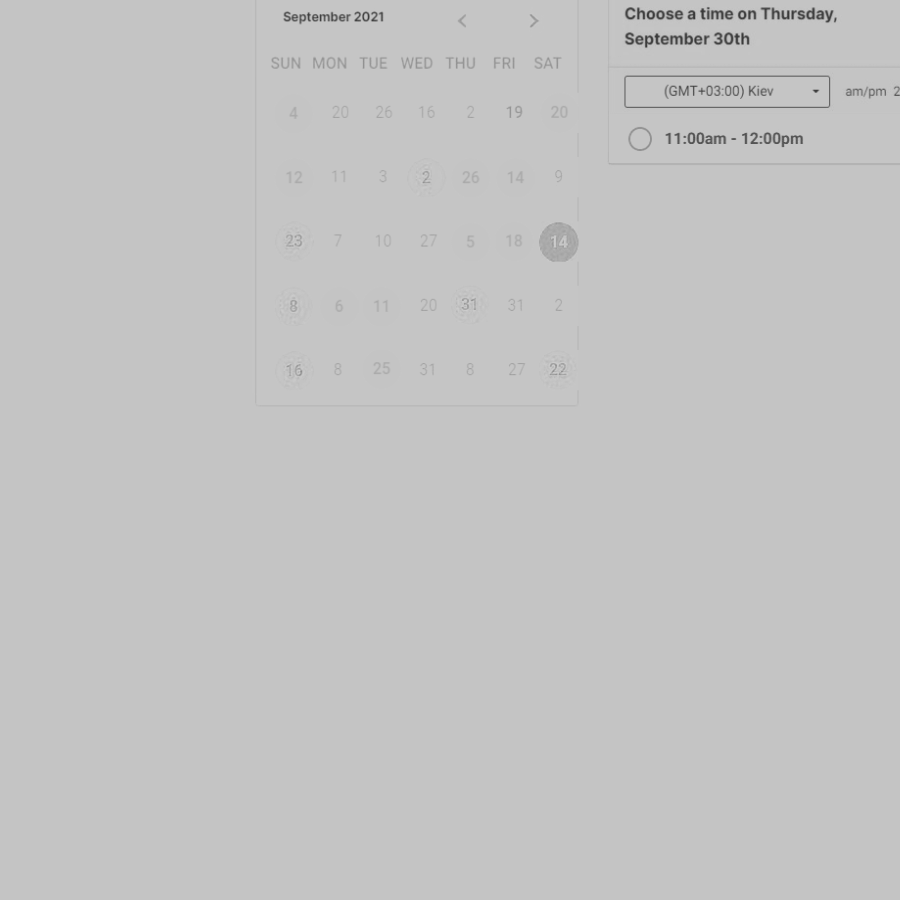 September 2021
SUN MON TUE WED THU FRI SAT
4 20 26 16 2 19 20
12 11 3 2 26 14 9
23 7 10 27 5 18 14
8 6 11 20 31 31 2
16 8 25 31 8 27 22
Choose a time on Thursday,
September 30th
(GMT+03:00) Kiev am/pm 2
11:00am - 12:00pm